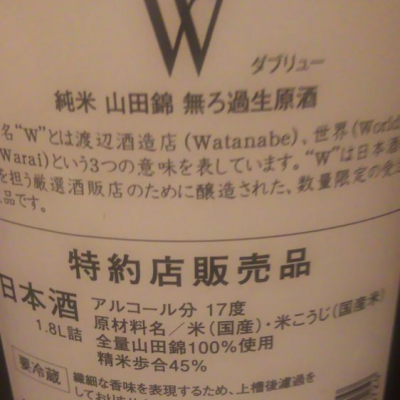 W
ダブリュー
純米 山田錦 無ろ過生原酒
名“W”とは渡辺酒造店(Watanabe)、世界(World
Warai)という3つの意味を表しています。“W”は日本酒
を担う厳選酒販店のために醸造された、数量限定の受注
品です。
特約店販売品
日本酒
1.8L詰
アルコール分 17度
原材料名/米(国産)・米こうじ(国産米)
全量山田錦100%使用
精米歩合45%
要冷蔵
繊細な香味を表現するため、上槽後濾過を